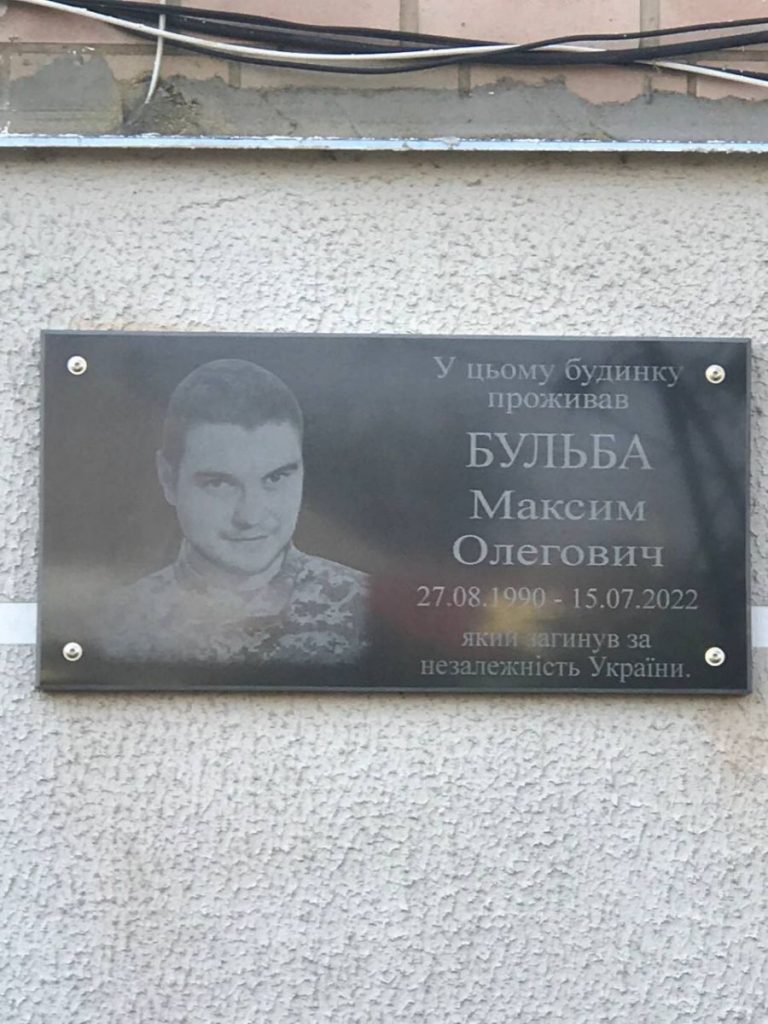 У цьому будинку
проживав
БУЛЬБА
Максим
Олегович
27.08.1990 - 15.07.2022
який загинув за
незалежність України.